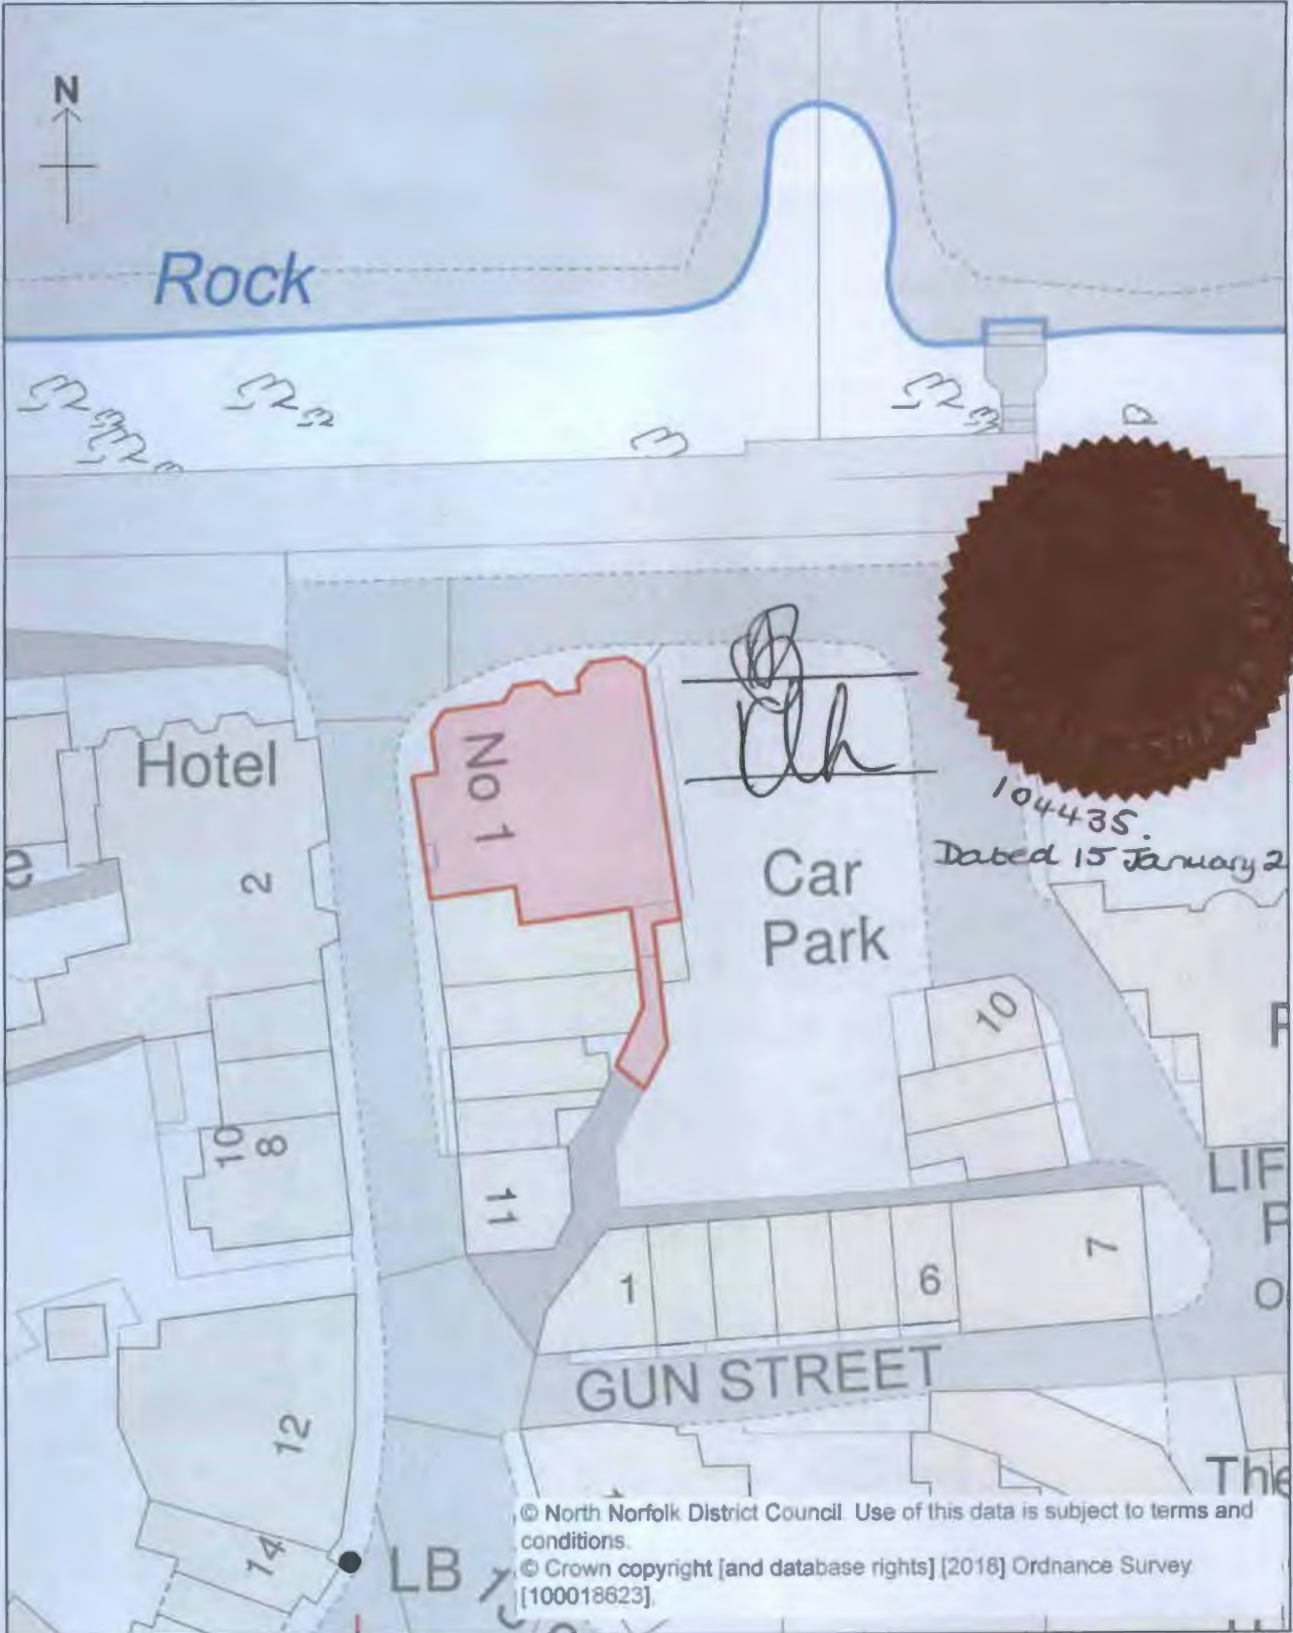 N
Rock
Hotel
No 1
2
Car
Park
104435.
Dated 15 January 2
10
10
8
11
LIF
1
6
7
GUN STREET
12
The
14
LB
© North Norfolk District Council. Use of this data is subject to terms and
conditions.
© Crown copyright [and database rights] [2018] Ordnance Survey
[100018623].